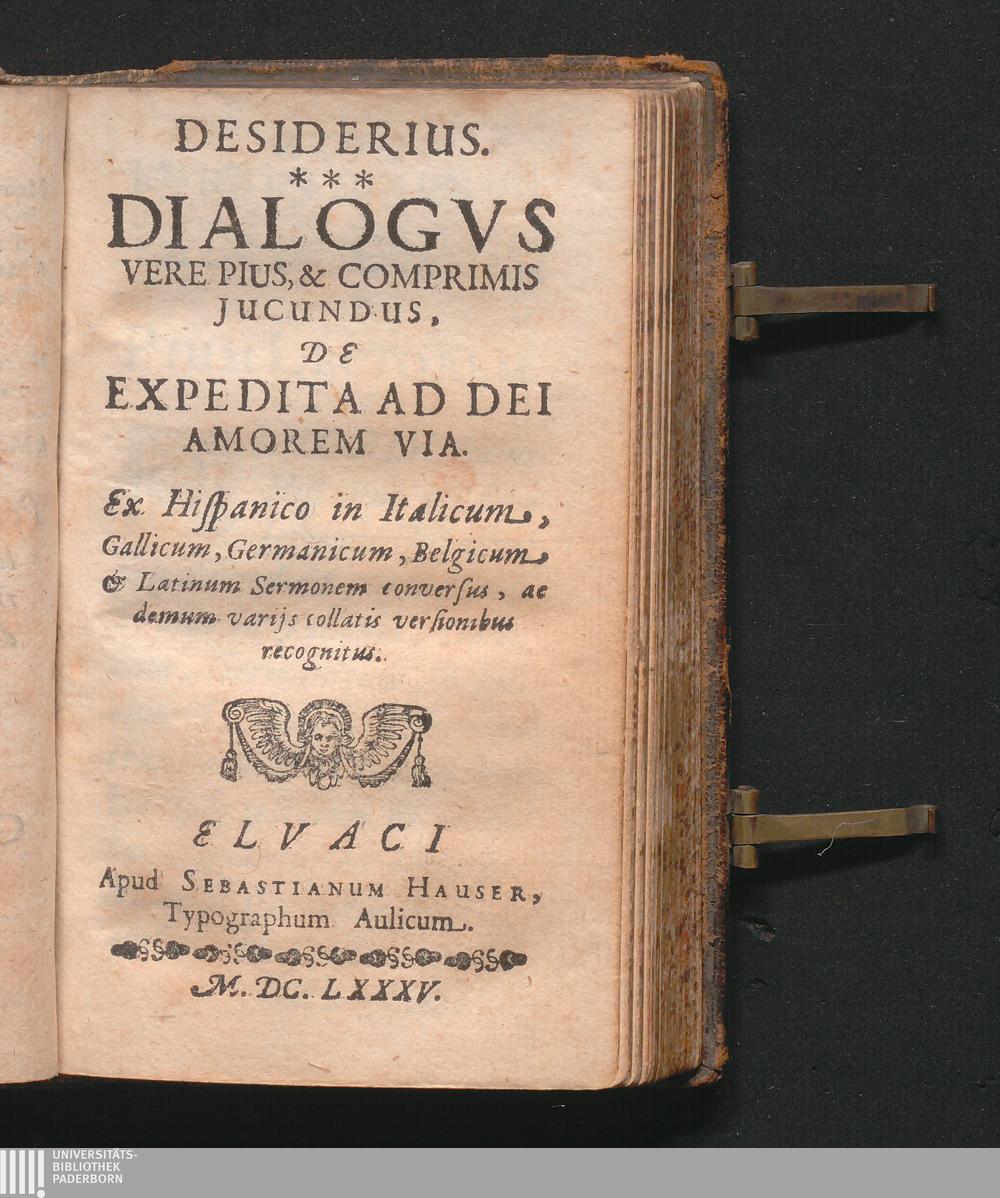 DESIDERIUS.
* * *
DIALOGVS
VERE PIUS, & COMPRIMIS
JUCUNDUS,
DE
EXPEDITA AD DEI
AMOREM VIA.
Ex Hiſpanico in Italicum,
Gallicum, Germanicum, Belgicum
& Latinum Sermonem converſus, ac
demum varijs collatis verſionibus
recognitus.
ELVACI
Apud SEBASTIANUM HAUSER,
Typographum Aulicum.
M. DC. LXXXV.
UNIVERSITÄTS-
BIBLIOTHEK
PADERBORN